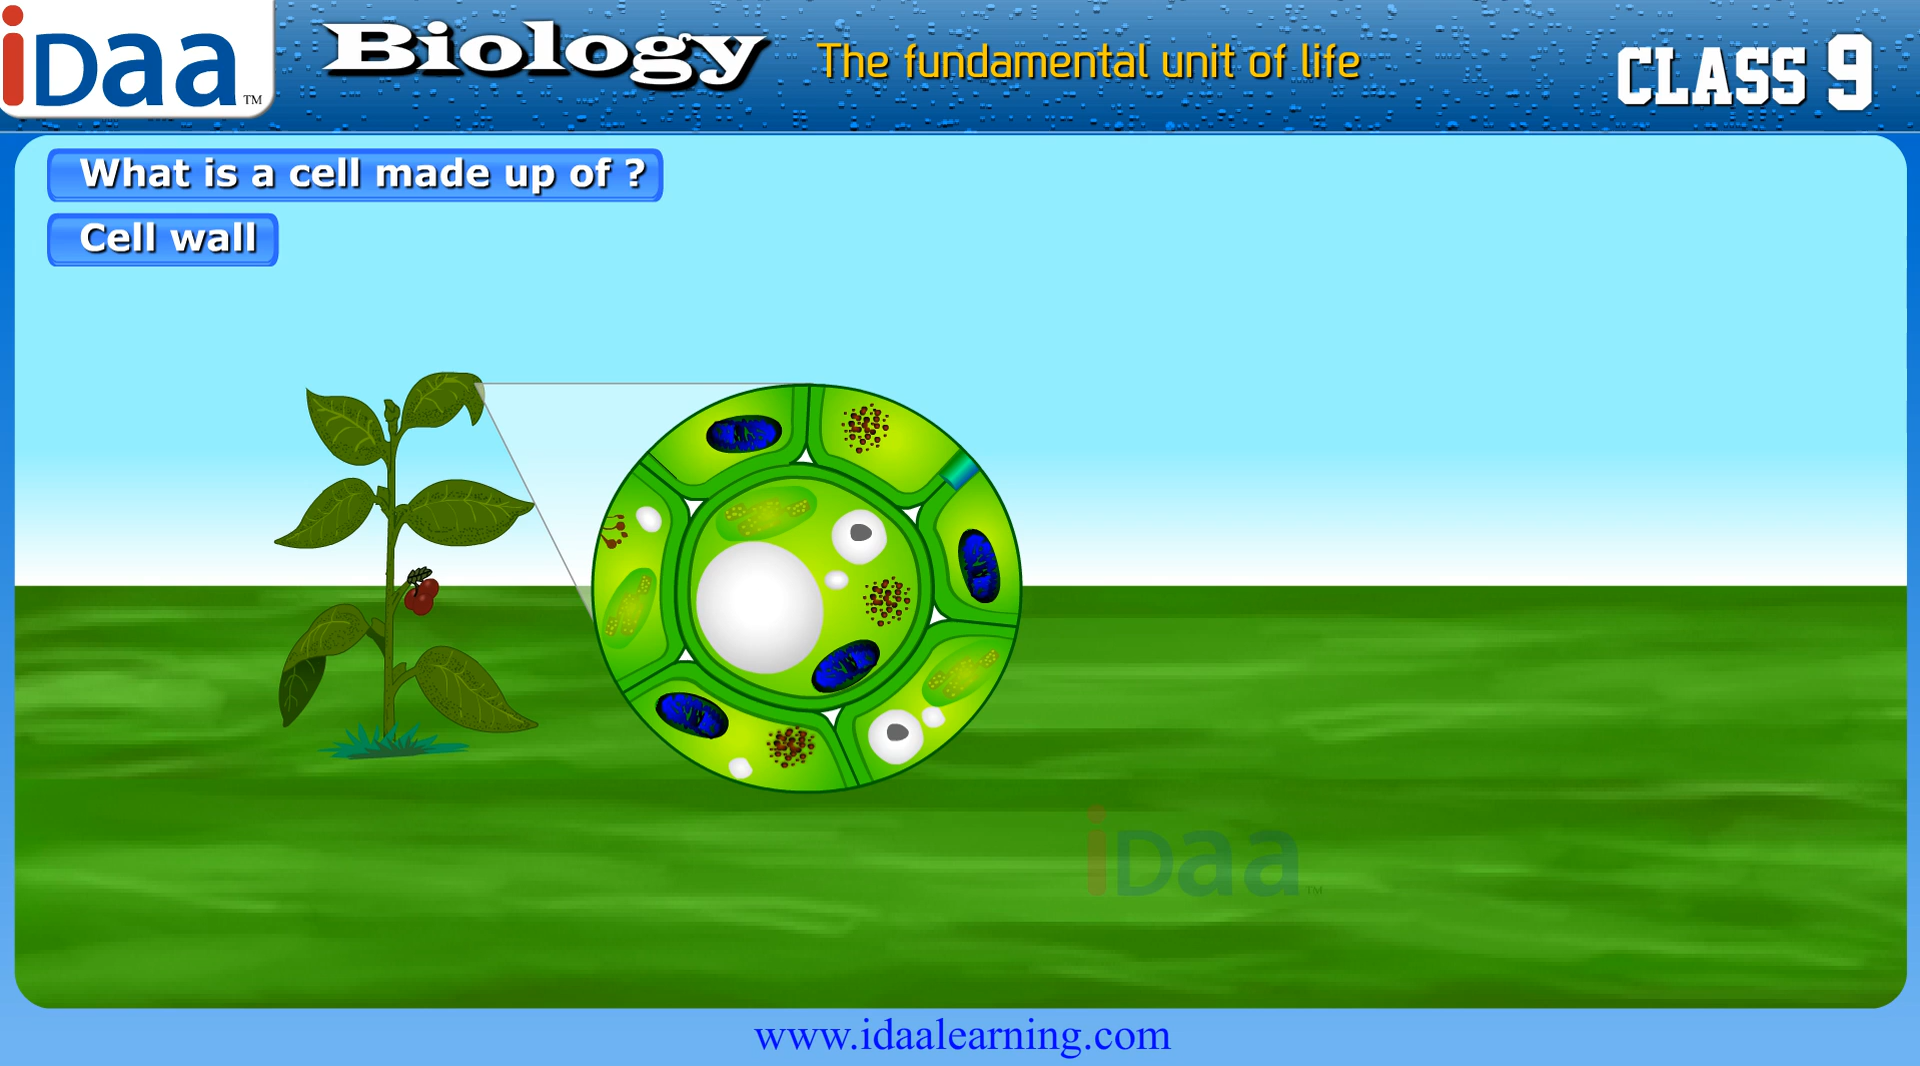 iDaa™
Biology
The fundamental unit of life
CLASS 9
What is a cell made up of ?
Cell wall
iDaa™
www.idaalearning.com